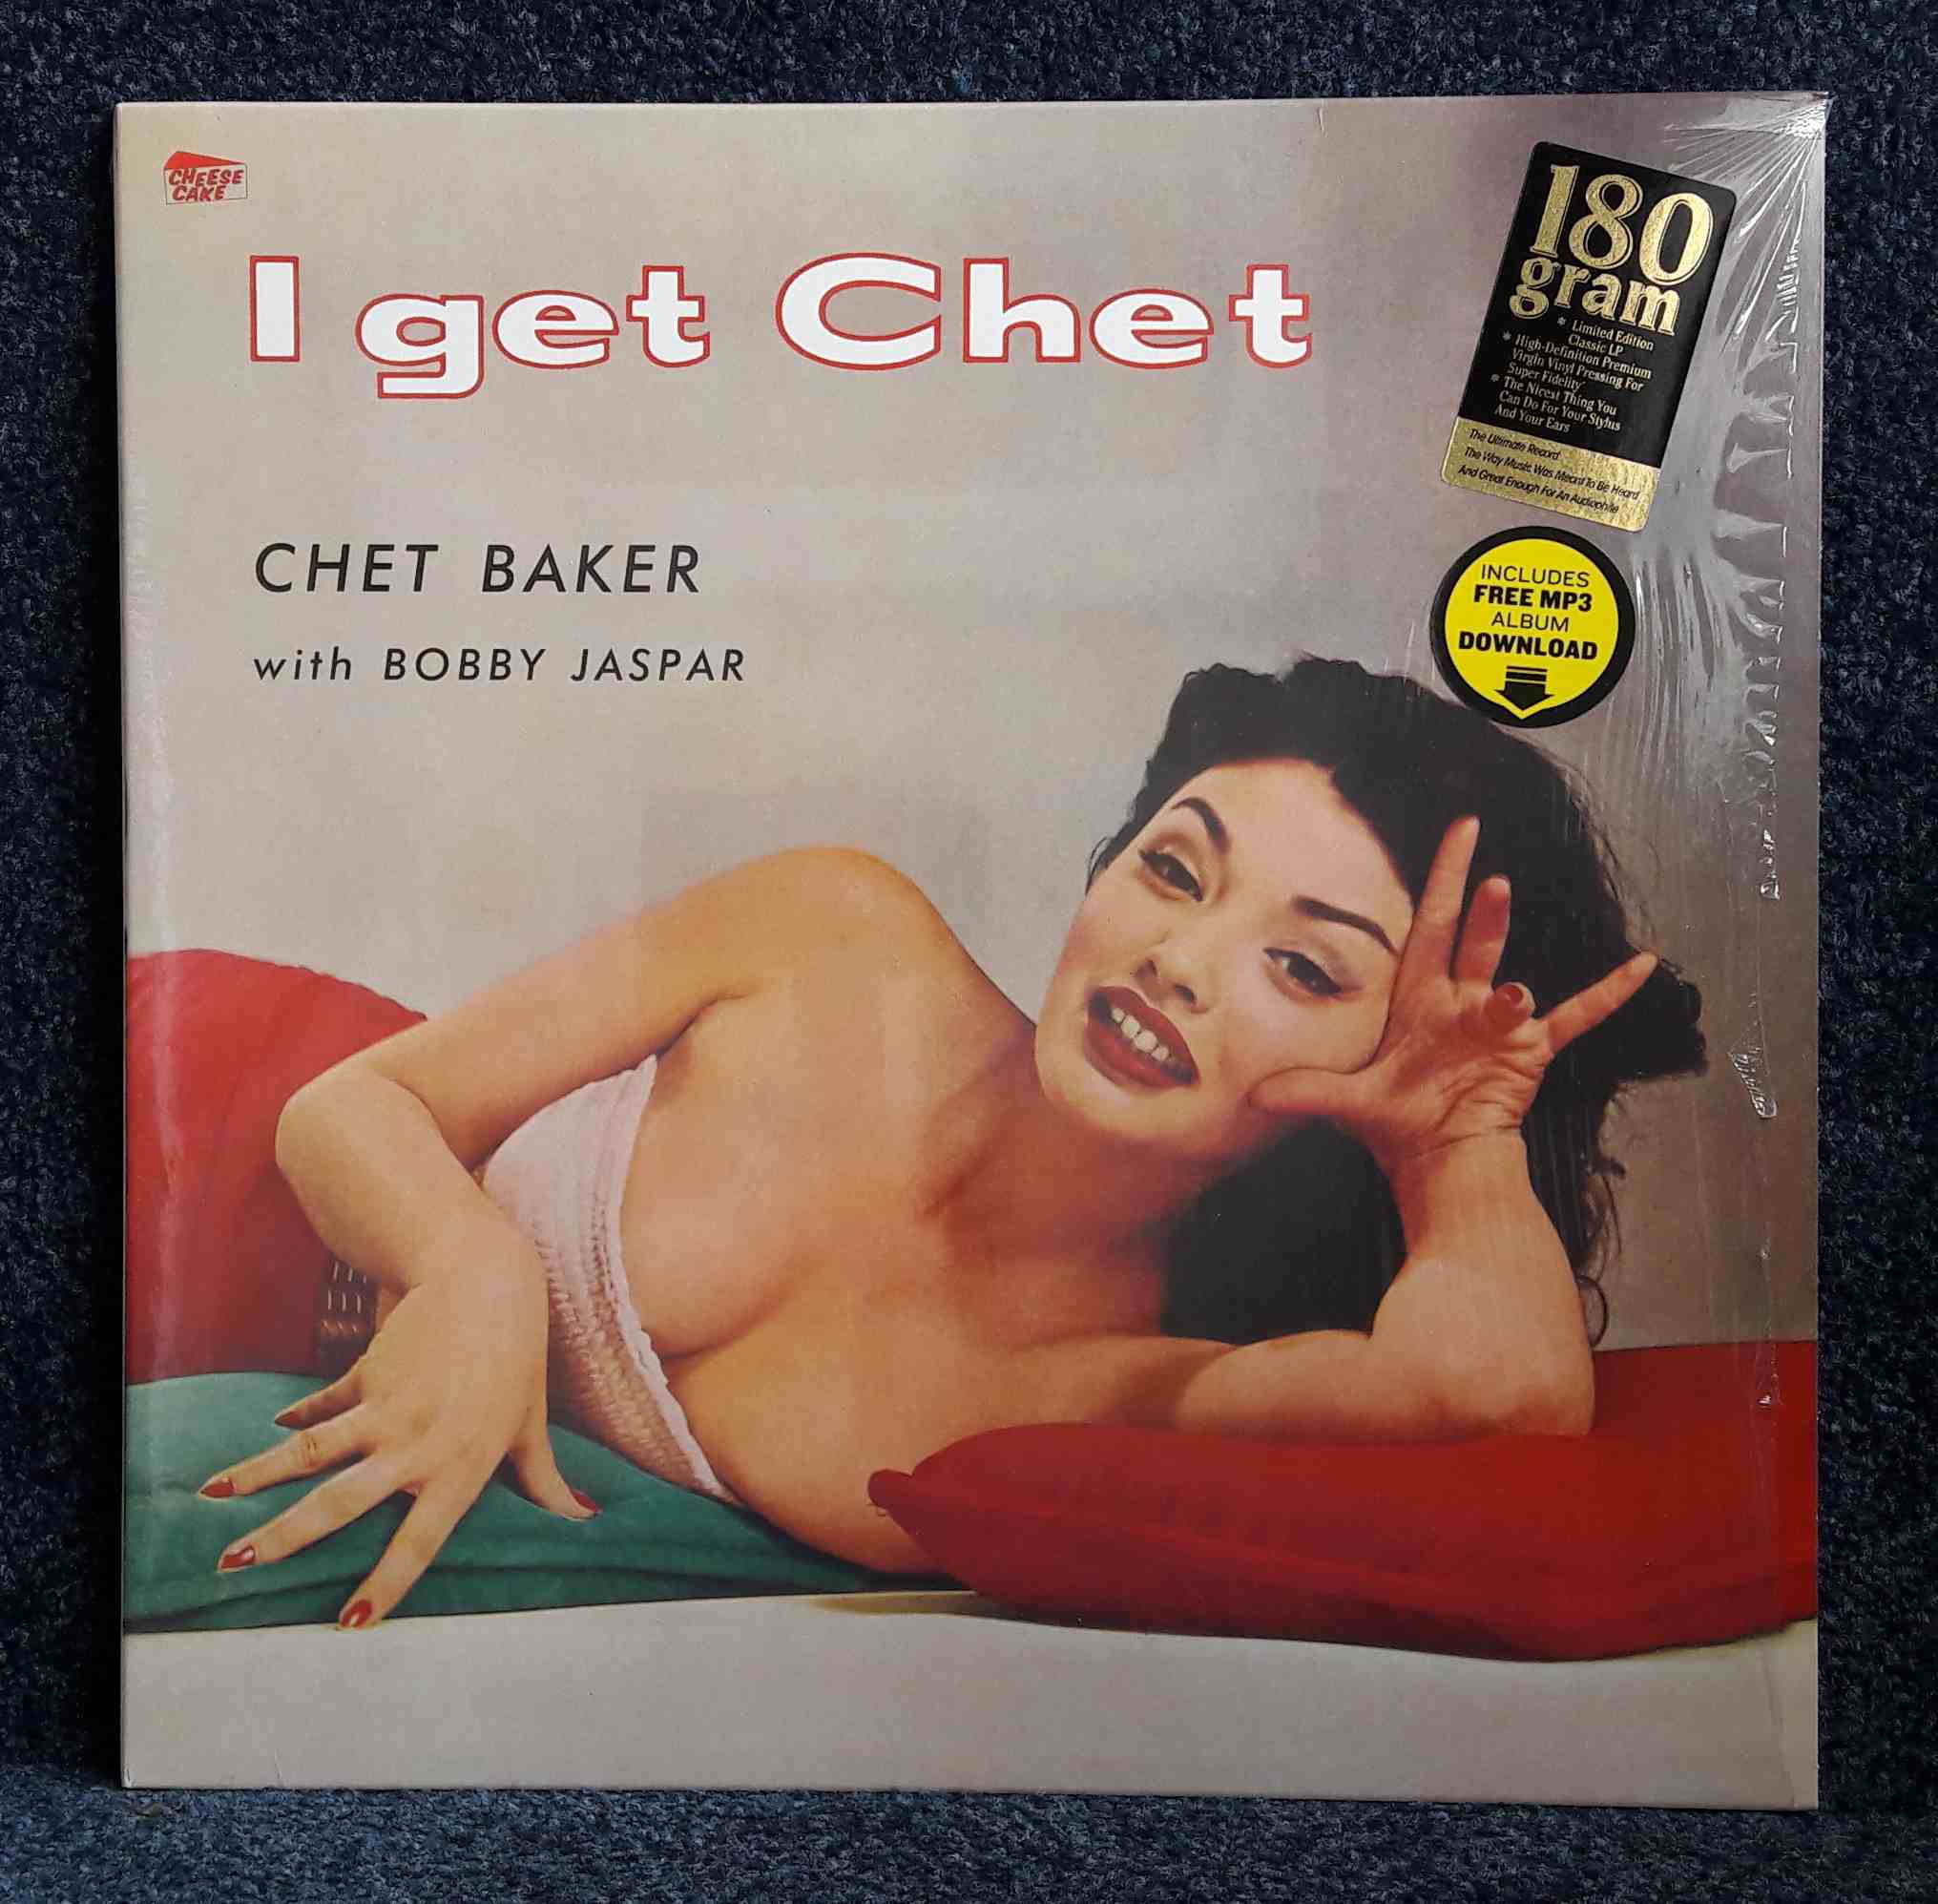 CHEESE
CAKE
I get Chet
CHET BAKER
with BOBBY JASPAR
180
gram
* Limited Edition
Classic LP
* High-Definition Premium
Virgin Vinyl Pressing For
Super Fidelity
* The Nicest Thing You
Can Do For Your Stylus
And Your Ears
The Ultimate Record
The Way Music Was Meant To Be Heard
And Great Enough For An Audiophile
INCLUDES
FREE MP3
ALBUM
DOWNLOAD